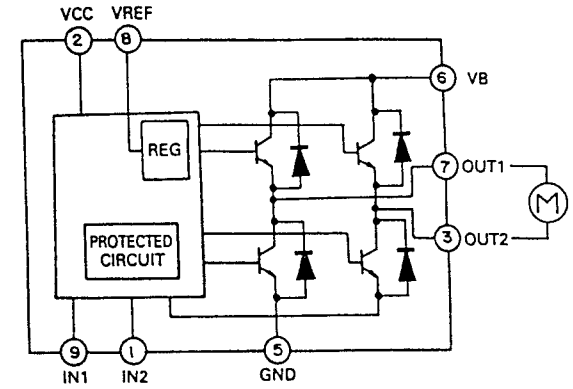 VCC VREF
2 8
6 VB
REG
7 OUT1
M
PROTECTED
CIRCUIT
3 OUT2
9 1 5
IN1 IN2 GND